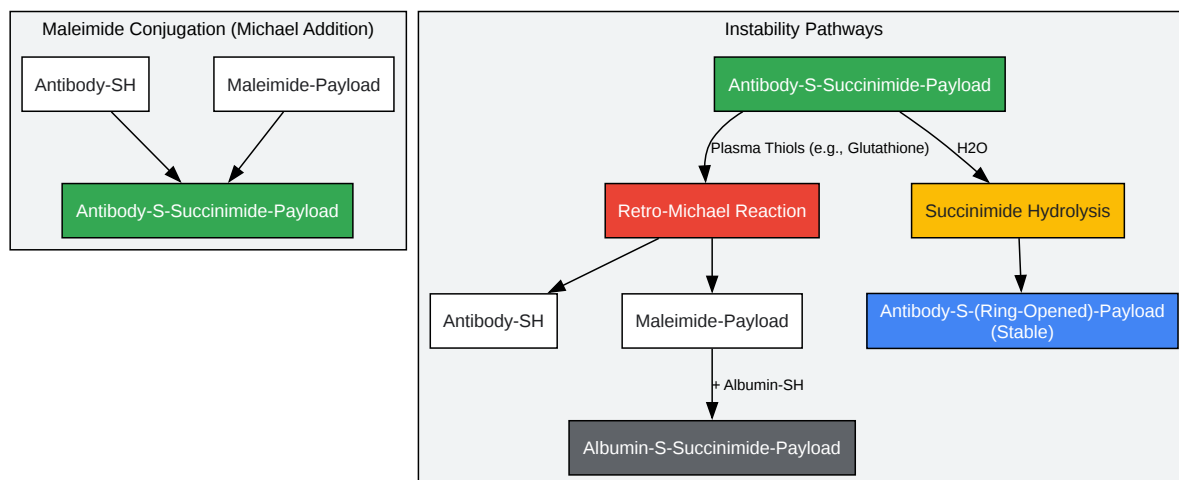 Maleimide Conjugation (Michael Addition)
Antibody-SH
Maleimide-Payload
Antibody-S-Succinimide-Payload
Instability Pathways
Antibody-S-Succinimide-Payload
Plasma Thiols (e.g., Glutathione)
H2O
Retro-Michael Reaction
Succinimide Hydrolysis
Antibody-SH
Maleimide-Payload
Antibody-S-(Ring-Opened)-Payload
(Stable)
+ Albumin-SH
Albumin-S-Succinimide-Payload